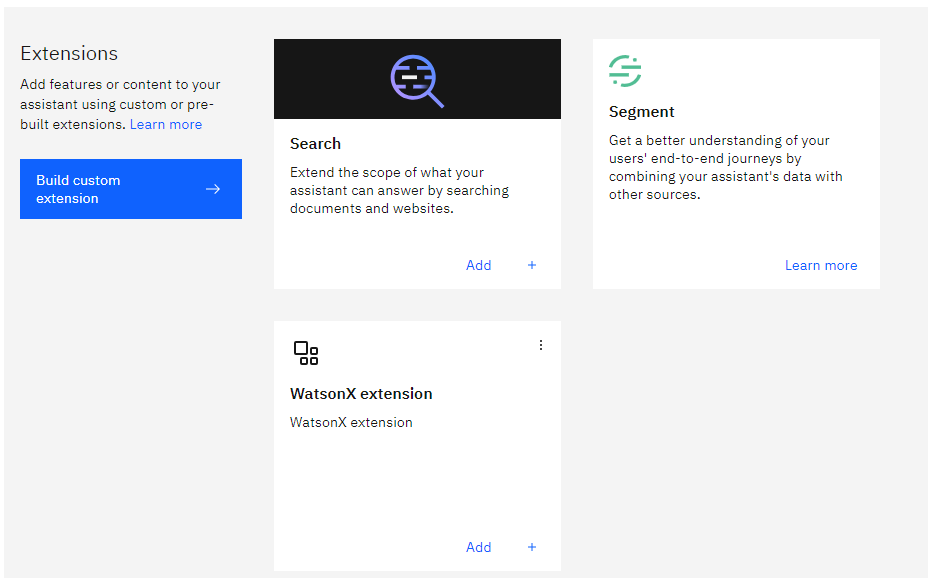 Extensions
Add features or content to your
assistant using custom or pre-
built extensions. Learn more
Build custom
extension
Search
Extend the scope of what your
assistant can answer by searching
documents and websites.
Add +
Segment
Get a better understanding of your
users' end-to-end journeys by
combining your assistant's data with
other sources.
Learn more
WatsonX extension
WatsonX extension
Add +